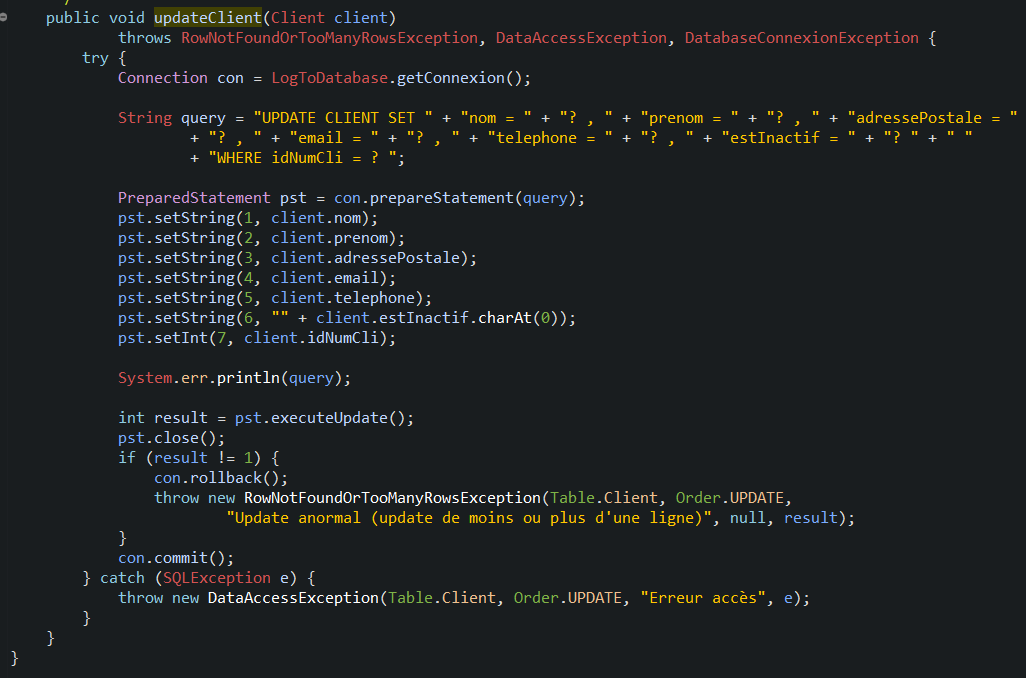 public void updateClient(Client client)
throws RowNotFoundOrTooManyRowsException, DataAccessException, DatabaseConnexionException {
try {
Connection con = LogToDatabase.getConnexion();
String query = "UPDATE CLIENT SET " + "nom = " + "? , " + "prenom = " + "? , " + "adressePostale = "
+ "? , " + "email = " + "? , " + "telephone = " + "? , " + "estInactif = " + "? " + " "
+ "WHERE idNumCli = ? ";
PreparedStatement pst = con.prepareStatement(query);
pst.setString(1, client.nom);
pst.setString(2, client.prenom);
pst.setString(3, client.adressePostale);
pst.setString(4, client.email);
pst.setString(5, client.telephone);
pst.setString(6, "" + client.estInactif.charAt(0));
pst.setInt(7, client.idNumCli);
System.err.println(query);
int result = pst.executeUpdate();
pst.close();
if (result != 1) {
con.rollback();
throw new RowNotFoundOrTooManyRowsException(Table.Client, Order.UPDATE,
"Update anormal (update de moins ou plus d'une ligne)", null, result);
}
con.commit();
} catch (SQLException e) {
throw new DataAccessException(Table.Client, Order.UPDATE, "Erreur accès", e);
}
}
}